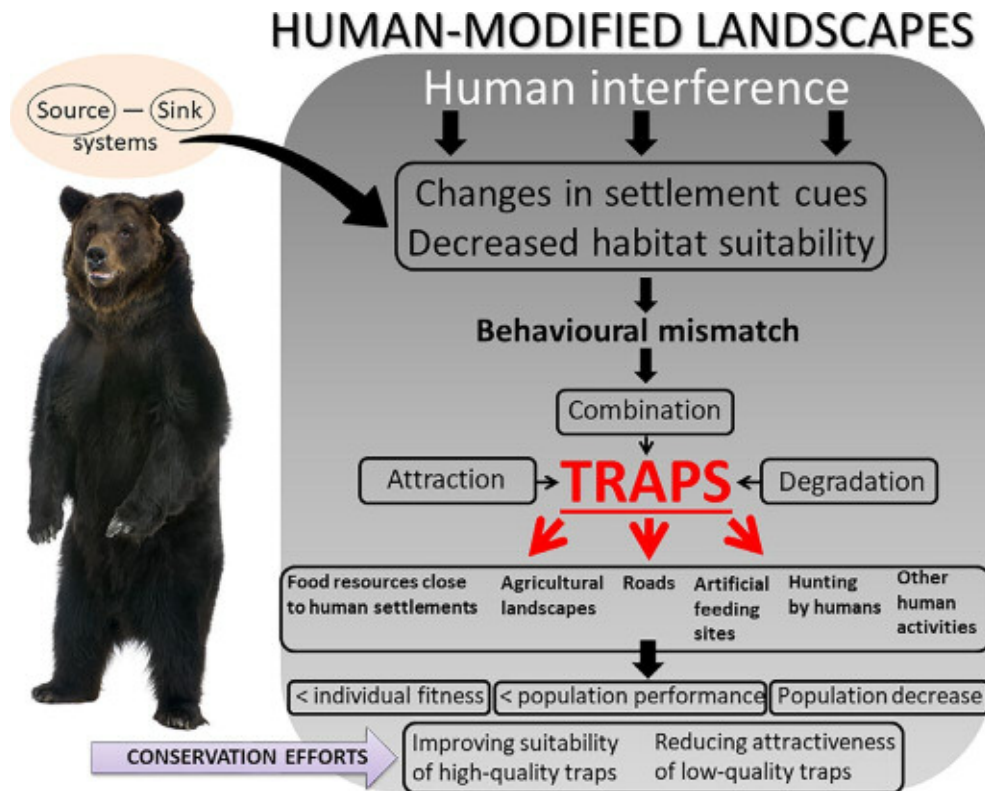 HUMAN-MODIFIED LANDSCAPES
Human interference
Source — Sink
systems
Changes in settlement cues
Decreased habitat suitability
Behavioural mismatch
Combination
Attraction
TRAPS
Degradation
Food resources close
to human settlements
Agricultural
landscapes
Roads
Artificial
feeding
sites
Hunting
by humans
Other
human
activities
< individual fitness
< population performance
Population decrease
CONSERVATION EFFORTS
Improving suitability
of high-quality traps
Reducing attractiveness
of low-quality traps